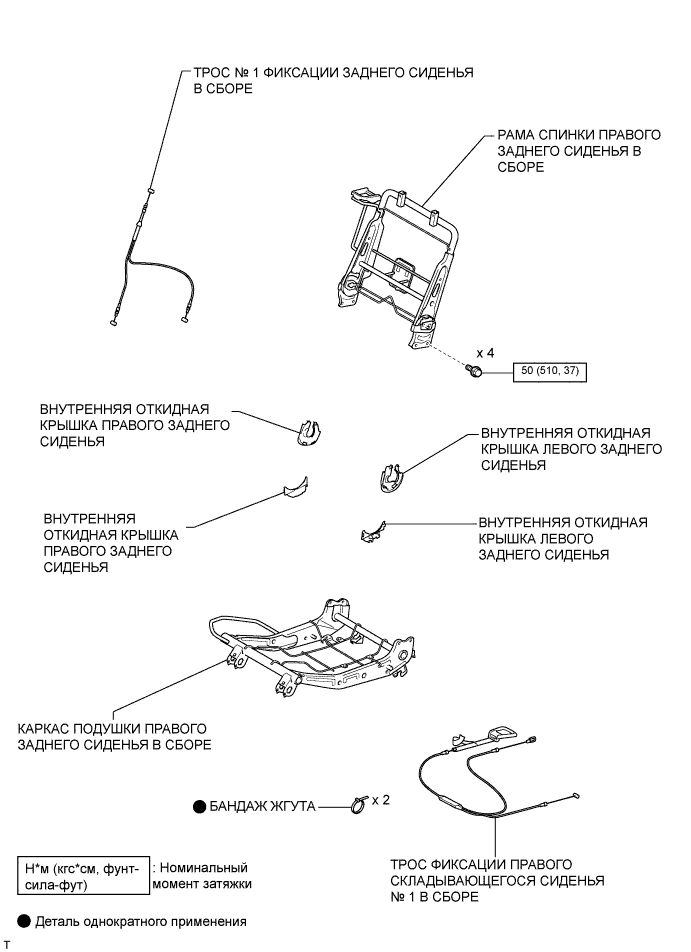 ТРОС № 1 ФИКСАЦИИ ЗАДНЕГО СИДЕНЬЯ
В СБОРЕ
РАМА СПИНКИ ПРАВОГО
ЗАДНЕГО СИДЕНЬЯ В
СБОРЕ
x 4
50 (510, 37)
ВНУТРЕННЯЯ ОТКИДНАЯ
КРЫШКА ПРАВОГО ЗАДНЕГО
СИДЕНЬЯ
ВНУТРЕННЯЯ ОТКИДНАЯ
КРЫШКА ЛЕВОГО ЗАДНЕГО
СИДЕНЬЯ
ВНУТРЕННЯЯ
ОТКИДНАЯ КРЫШКА
ПРАВОГО ЗАДНЕГО
СИДЕНЬЯ
ВНУТРЕННЯЯ ОТКИДНАЯ
КРЫШКА ЛЕВОГО
ЗАДНЕГО СИДЕНЬЯ
КАРКАС ПОДУШКИ ПРАВОГО
ЗАДНЕГО СИДЕНЬЯ В СБОРЕ
БАНДАЖ ЖГУТА
x 2
ТРОС ФИКСАЦИИ ПРАВОГО
СКЛАДЫВАЮЩЕГОСЯ СИДЕНЬЯ
№ 1 В СБОРЕ
Н*м (кгс*см, фунт-
сила-фут)
: Номинальный
момент затяжки
Деталь однократного применения
T